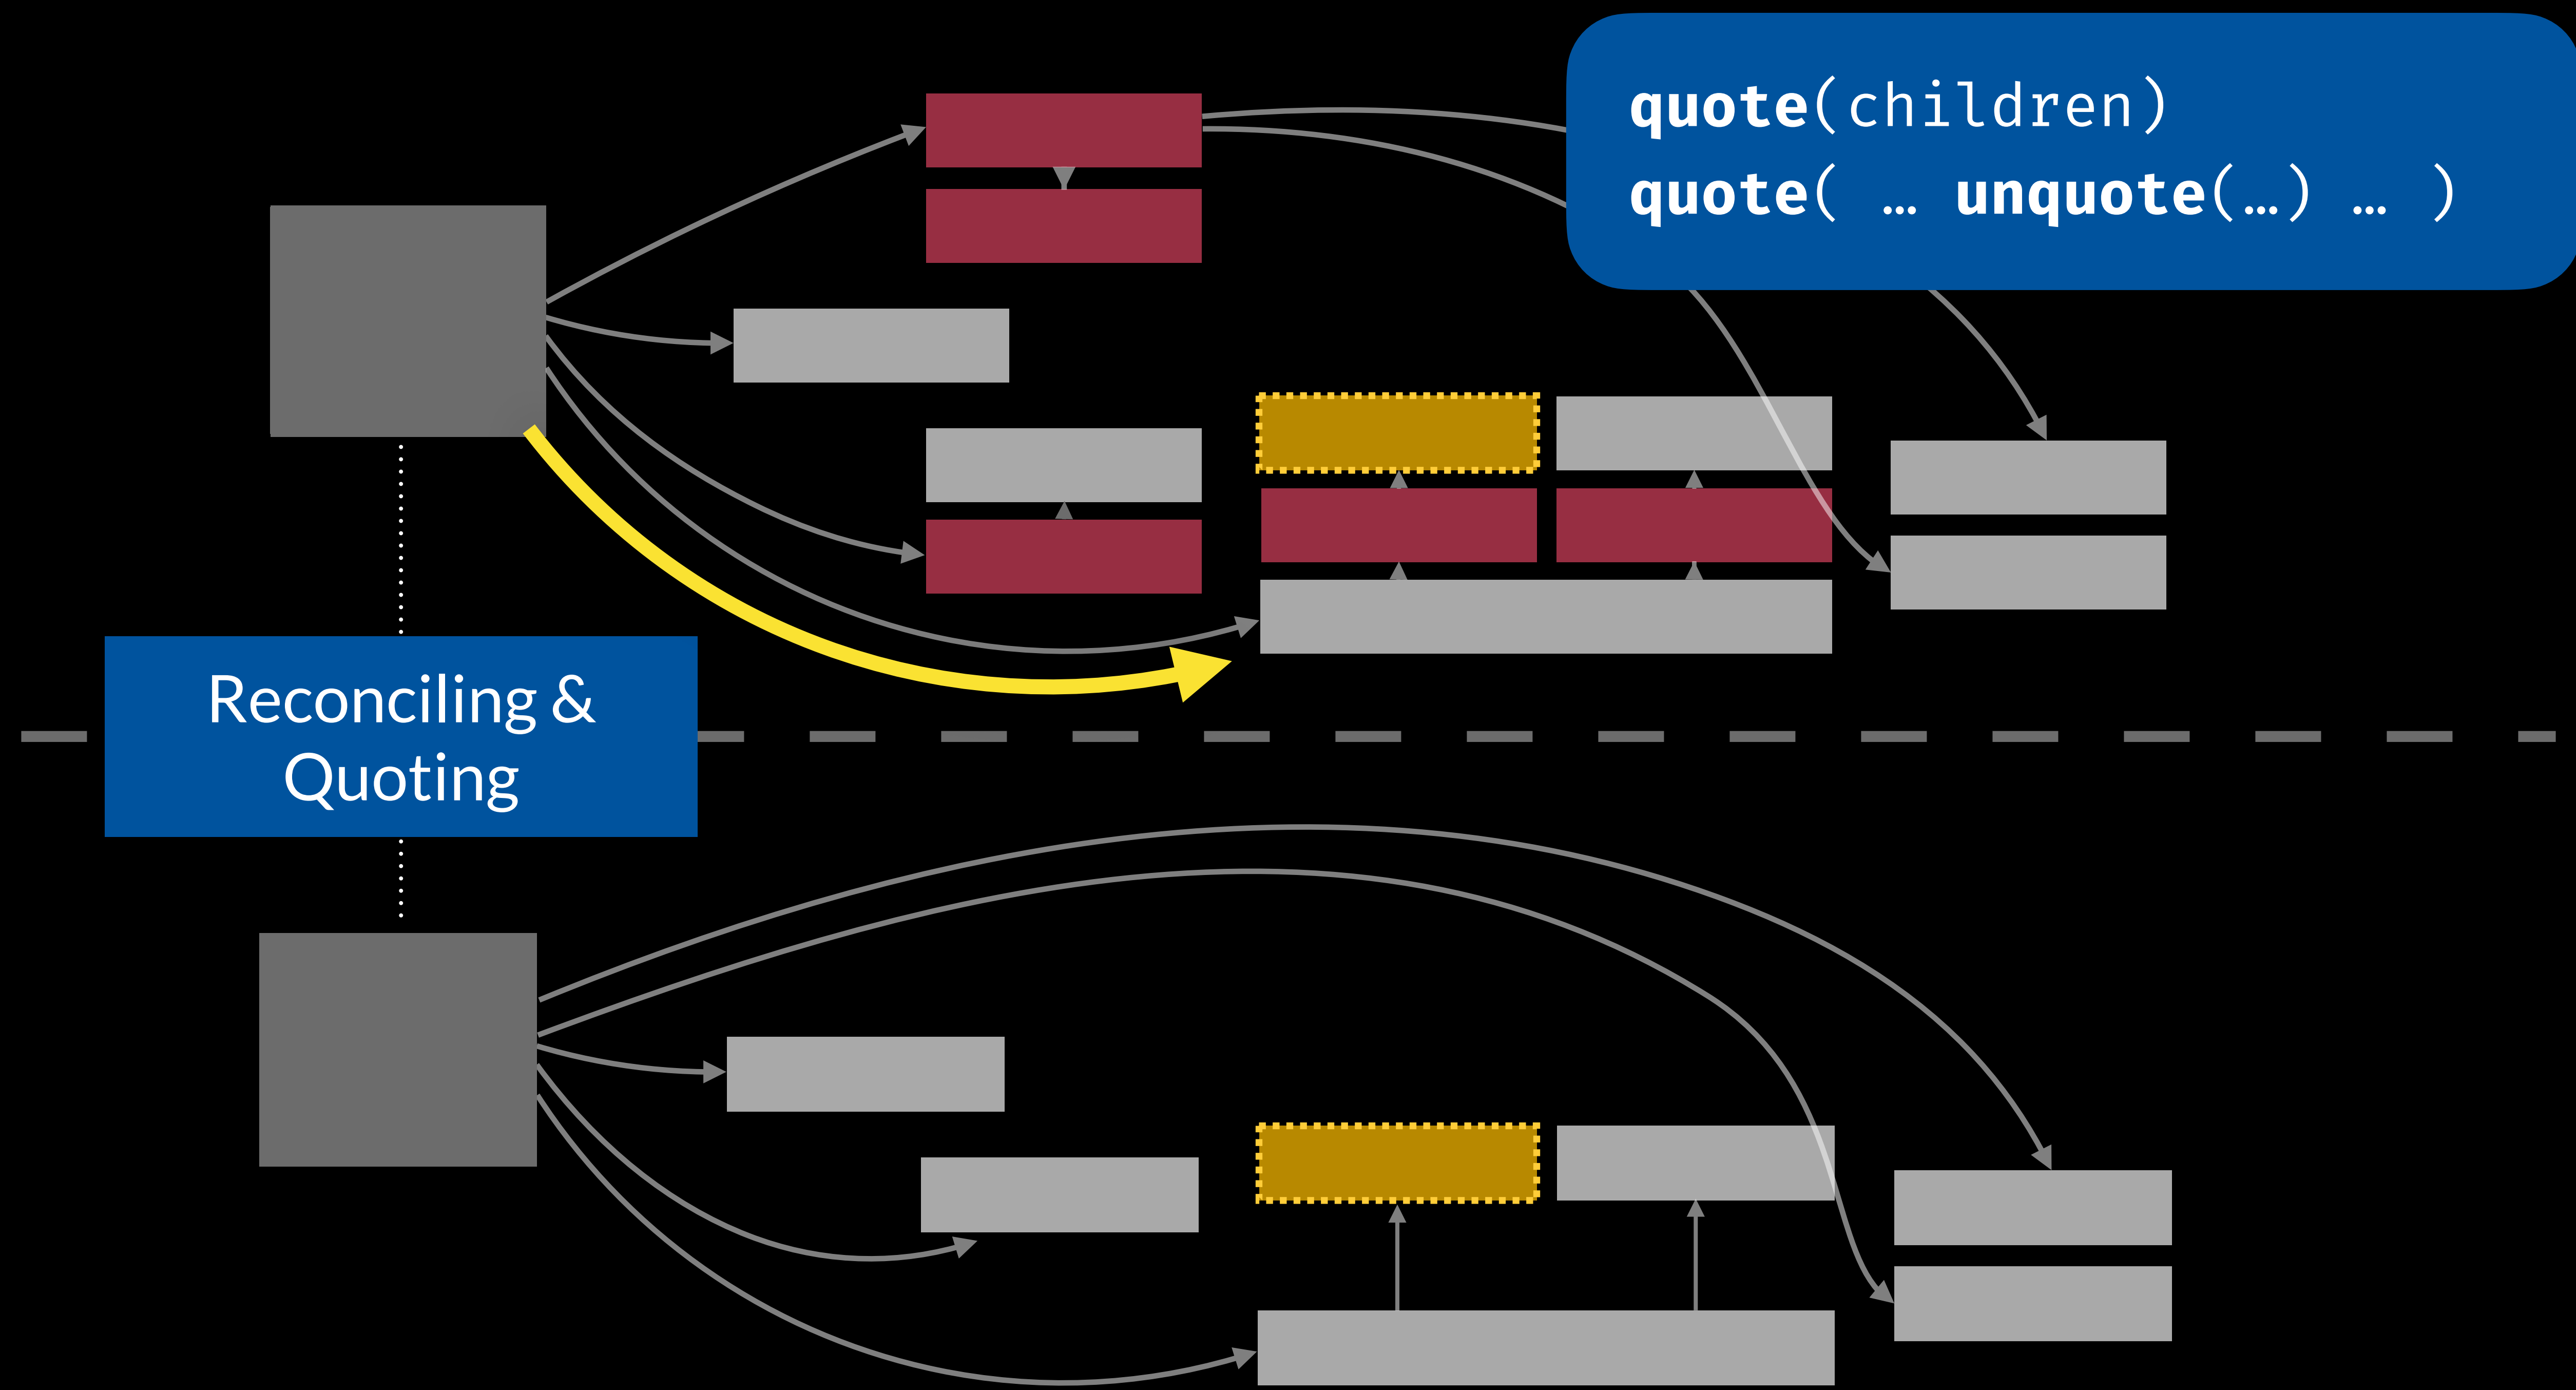 quote(children)
quote( … unquote(…) … )
Reconciling &
Quoting